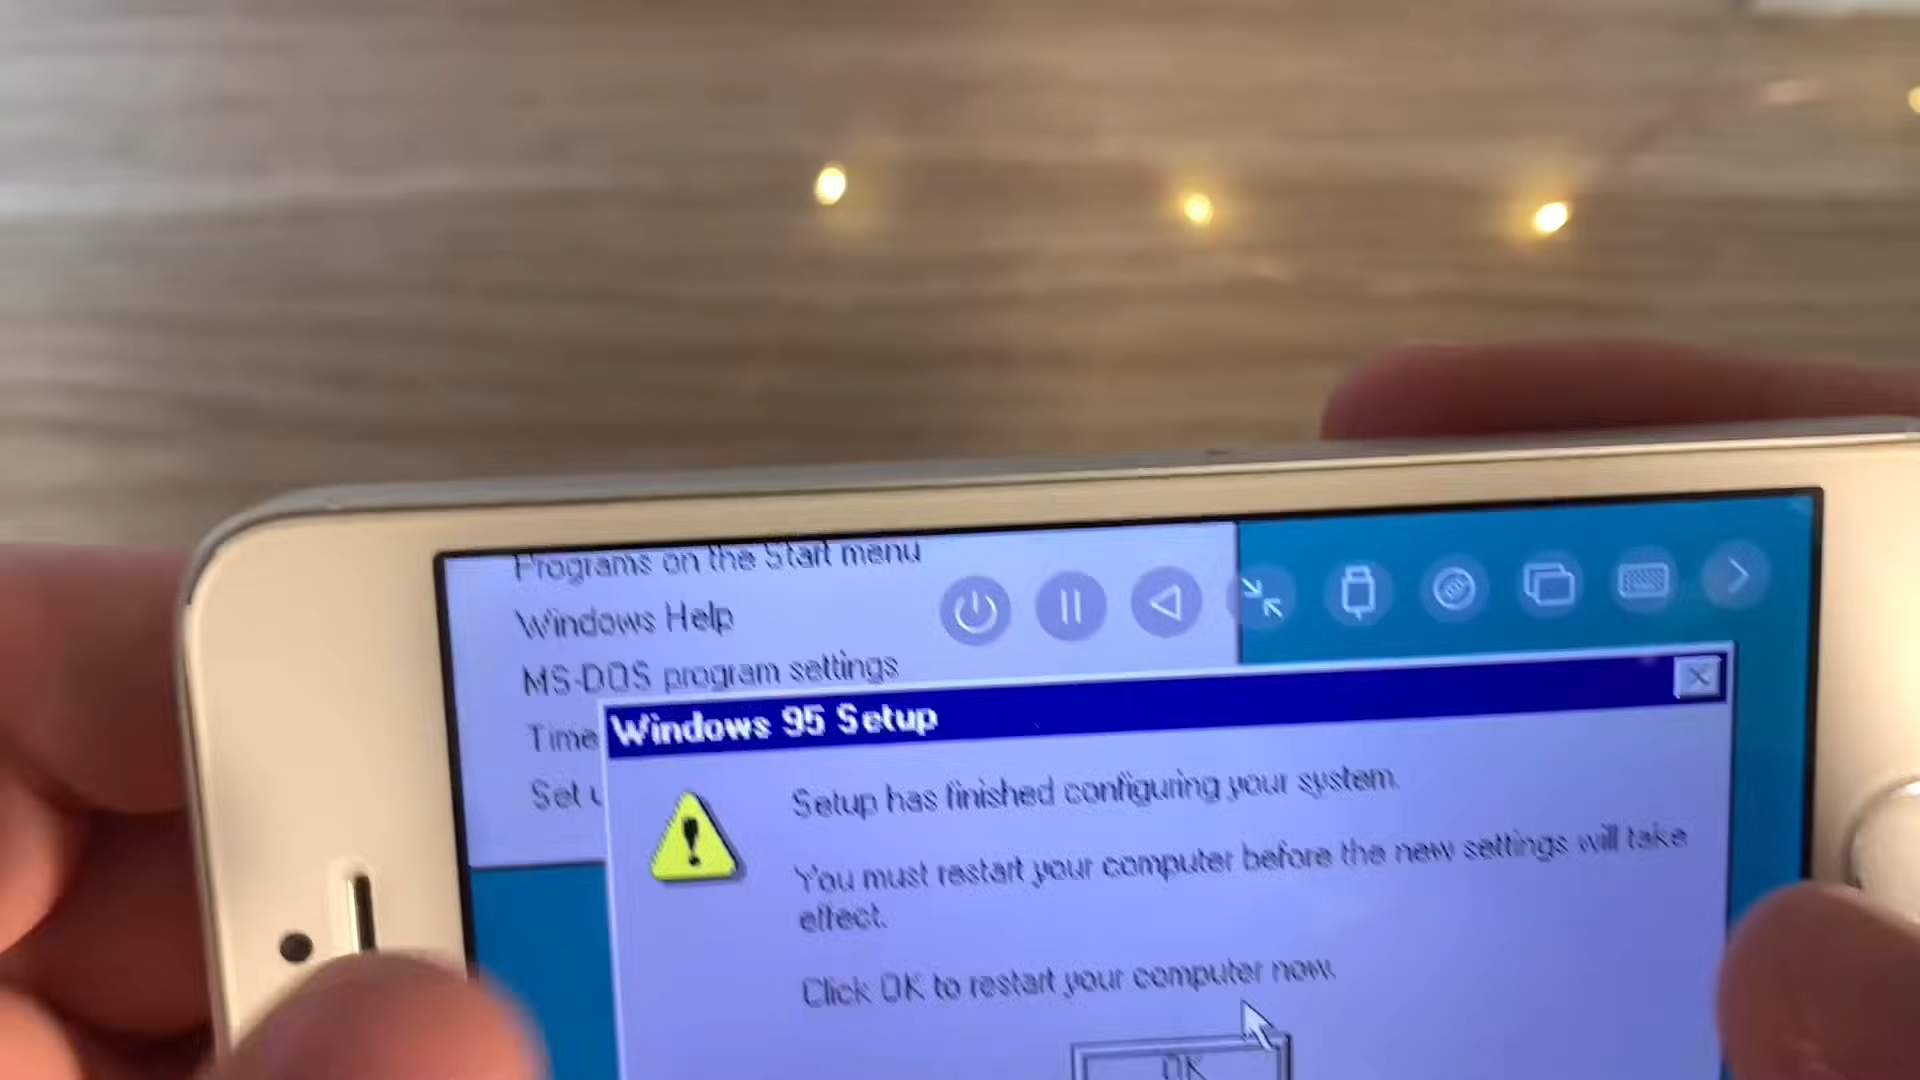 Programs on the Start menu
Windows Help
MS-DOS program settings
Time
Set u
Windows 95 Setup
Setup has finished configuring your system.
You must restart your computer before the new settings will take
effect.
Click OK to restart your computer now.
OK